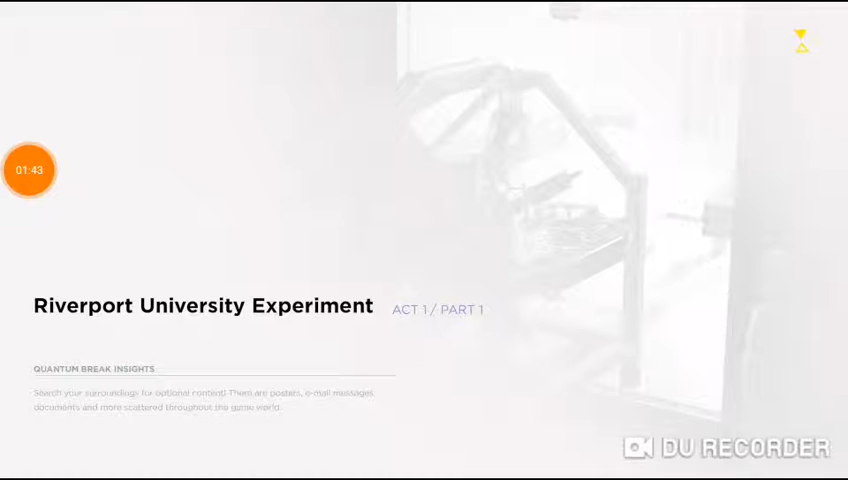 01:43
Riverport University Experiment ACT 1 / PART 1
QUANTUM BREAK INSIGHTS
Search your surroundings for optional content! There are posters, e-mail messages
documents and more scattered throughout the game world.
DU RECORDER